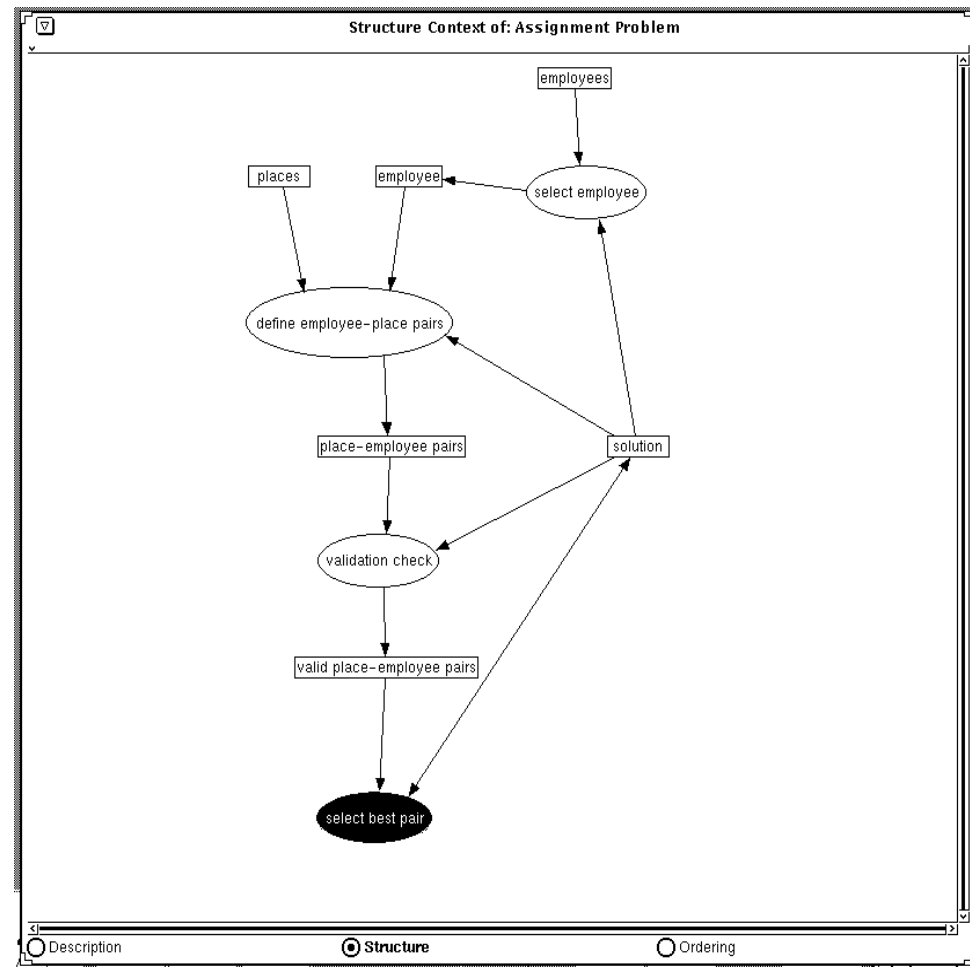 Structure Context of: Assignment Problem
employees
places
employee
select employee
define employee-place pairs
place-employee pairs
solution
validation check
valid place-employee pairs
select best pair
Description
Structure
Ordering